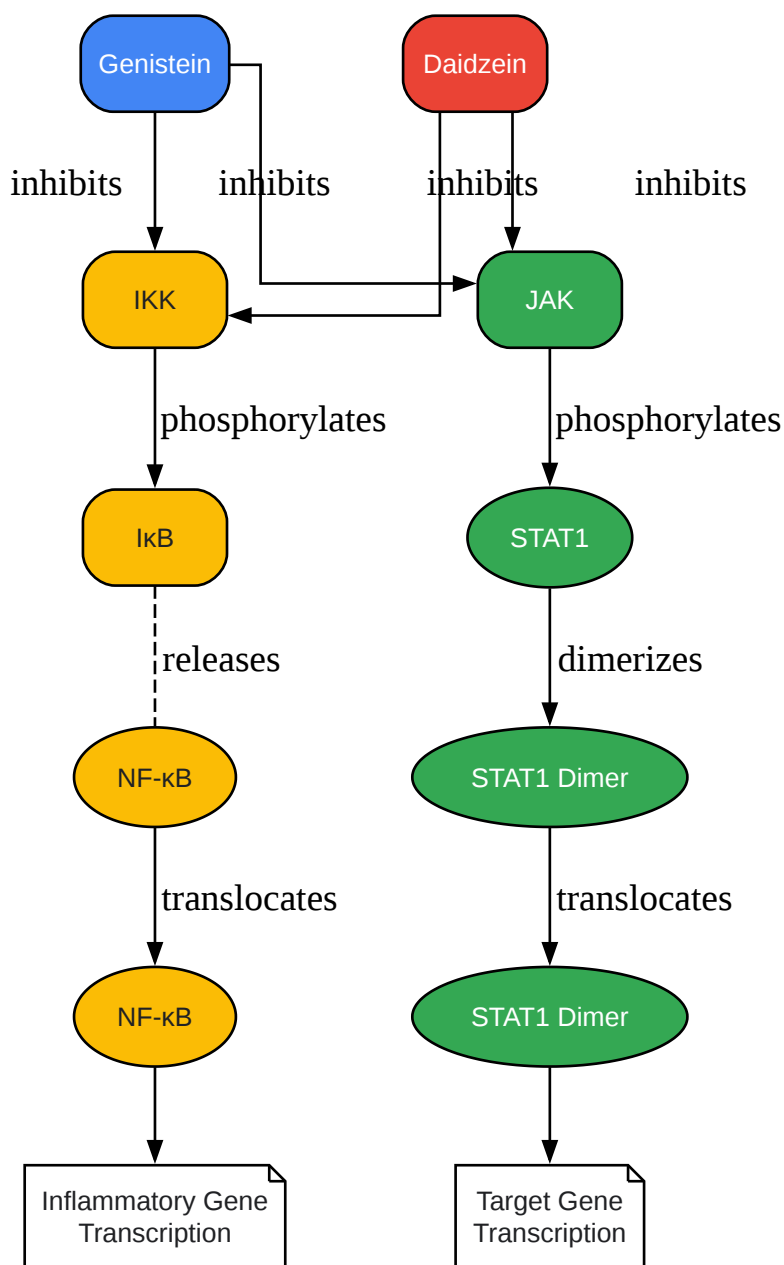 Genistein
Daidzein
inhibits
inhibits
inhibits
inhibits
IKK
JAK
phosphorylates
phosphorylates
IκB
STAT1
releases
dimerizes
NF-κB
STAT1 Dimer
translocates
translocates
NF-κB
STAT1 Dimer
Inflammatory Gene
Transcription
Target Gene
Transcription